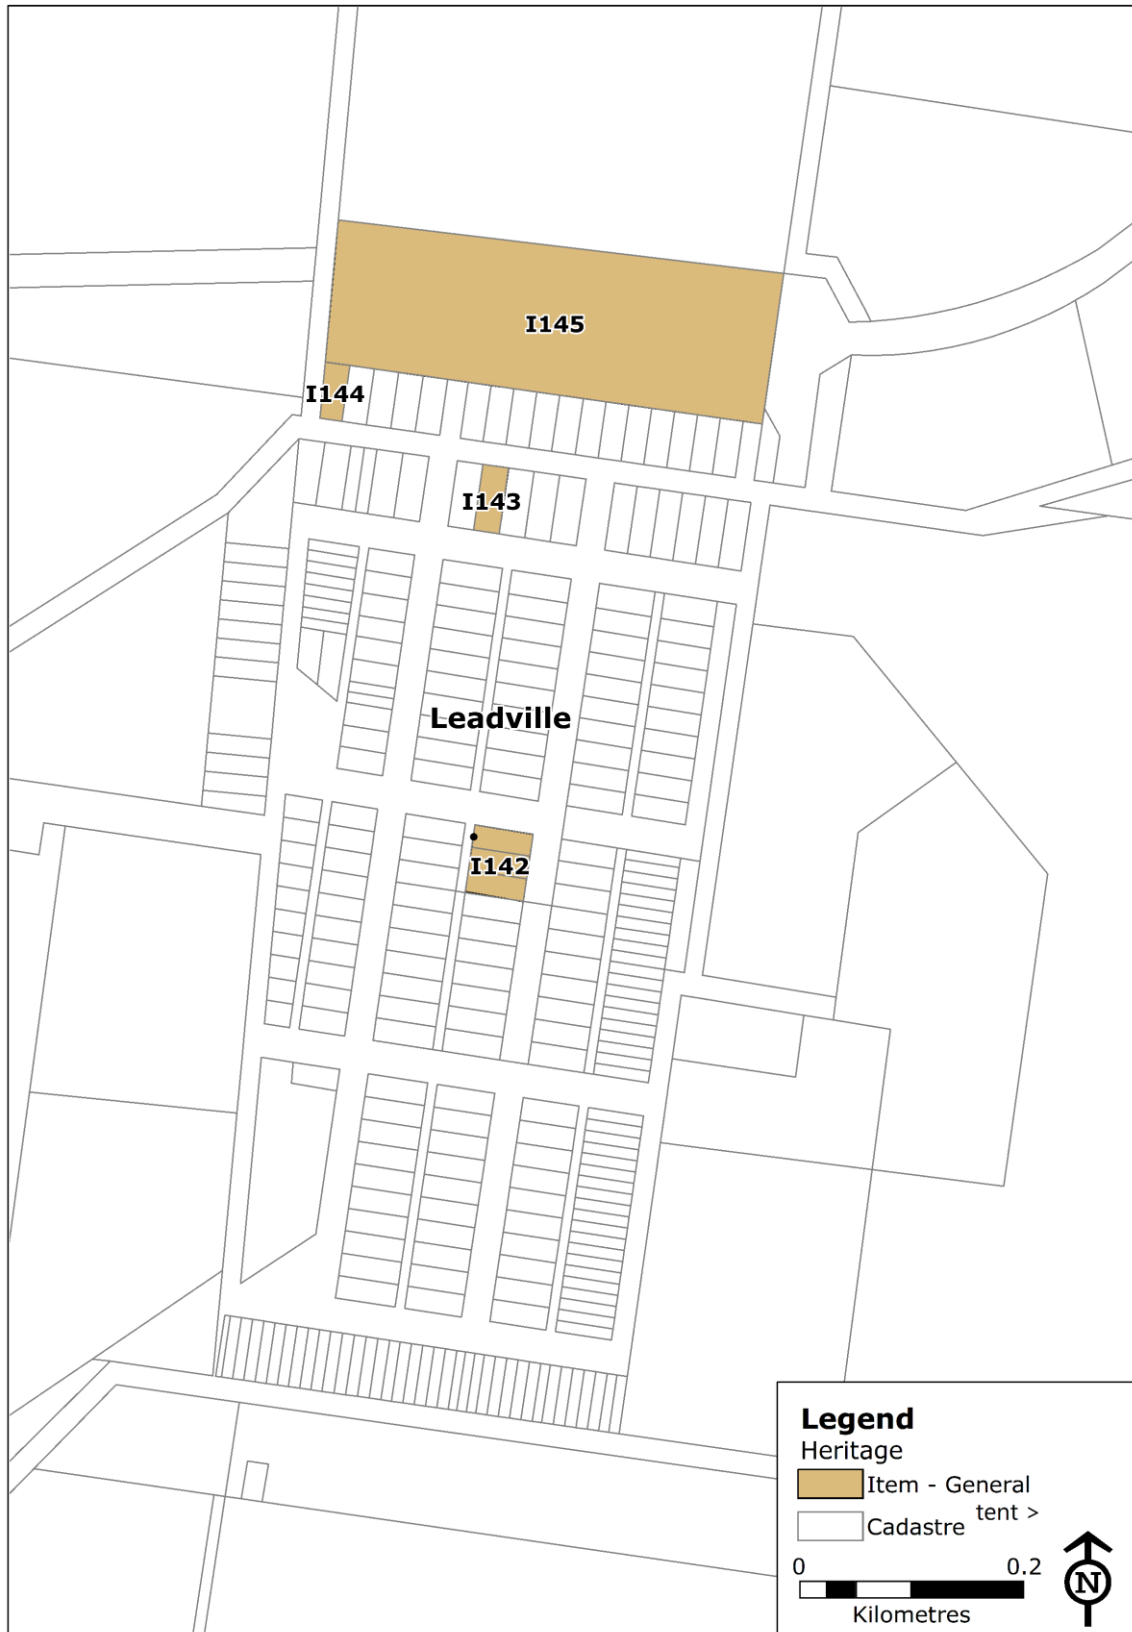 I145
I144
I143
Leadville
I142
Legend
Heritage
Item - General
tent >
Cadastre
0 0.2
Kilometres
N